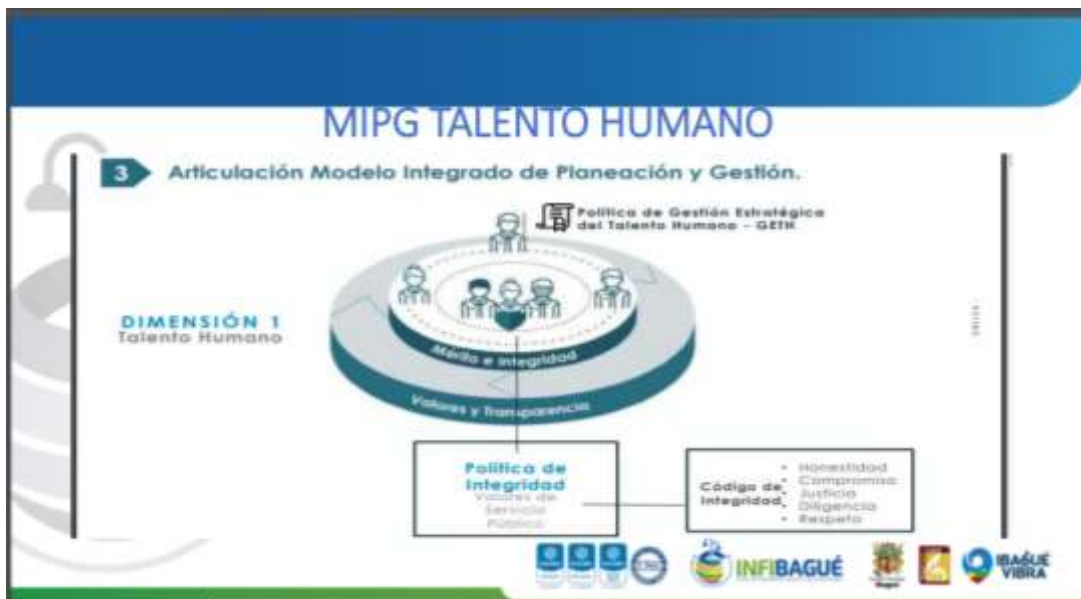 MIPG TALENTO HUMANO
3 Articulación Modelo Integrado de Planeación y Gestión.
Política de Gestión Estratégica
del Talento Humano - GETH
DIMENSIÓN 1
Talento Humano
Mérito e Integridad
Valores y Transparencia
Política de
Integridad
Valores de
Servicio
Público
Código de
Integridad
• Honestidad
• Compromiso
• Justicia
• Diligencia
• Respeto
INFIBAGUÉ
IBAGUÉ
VIBRA